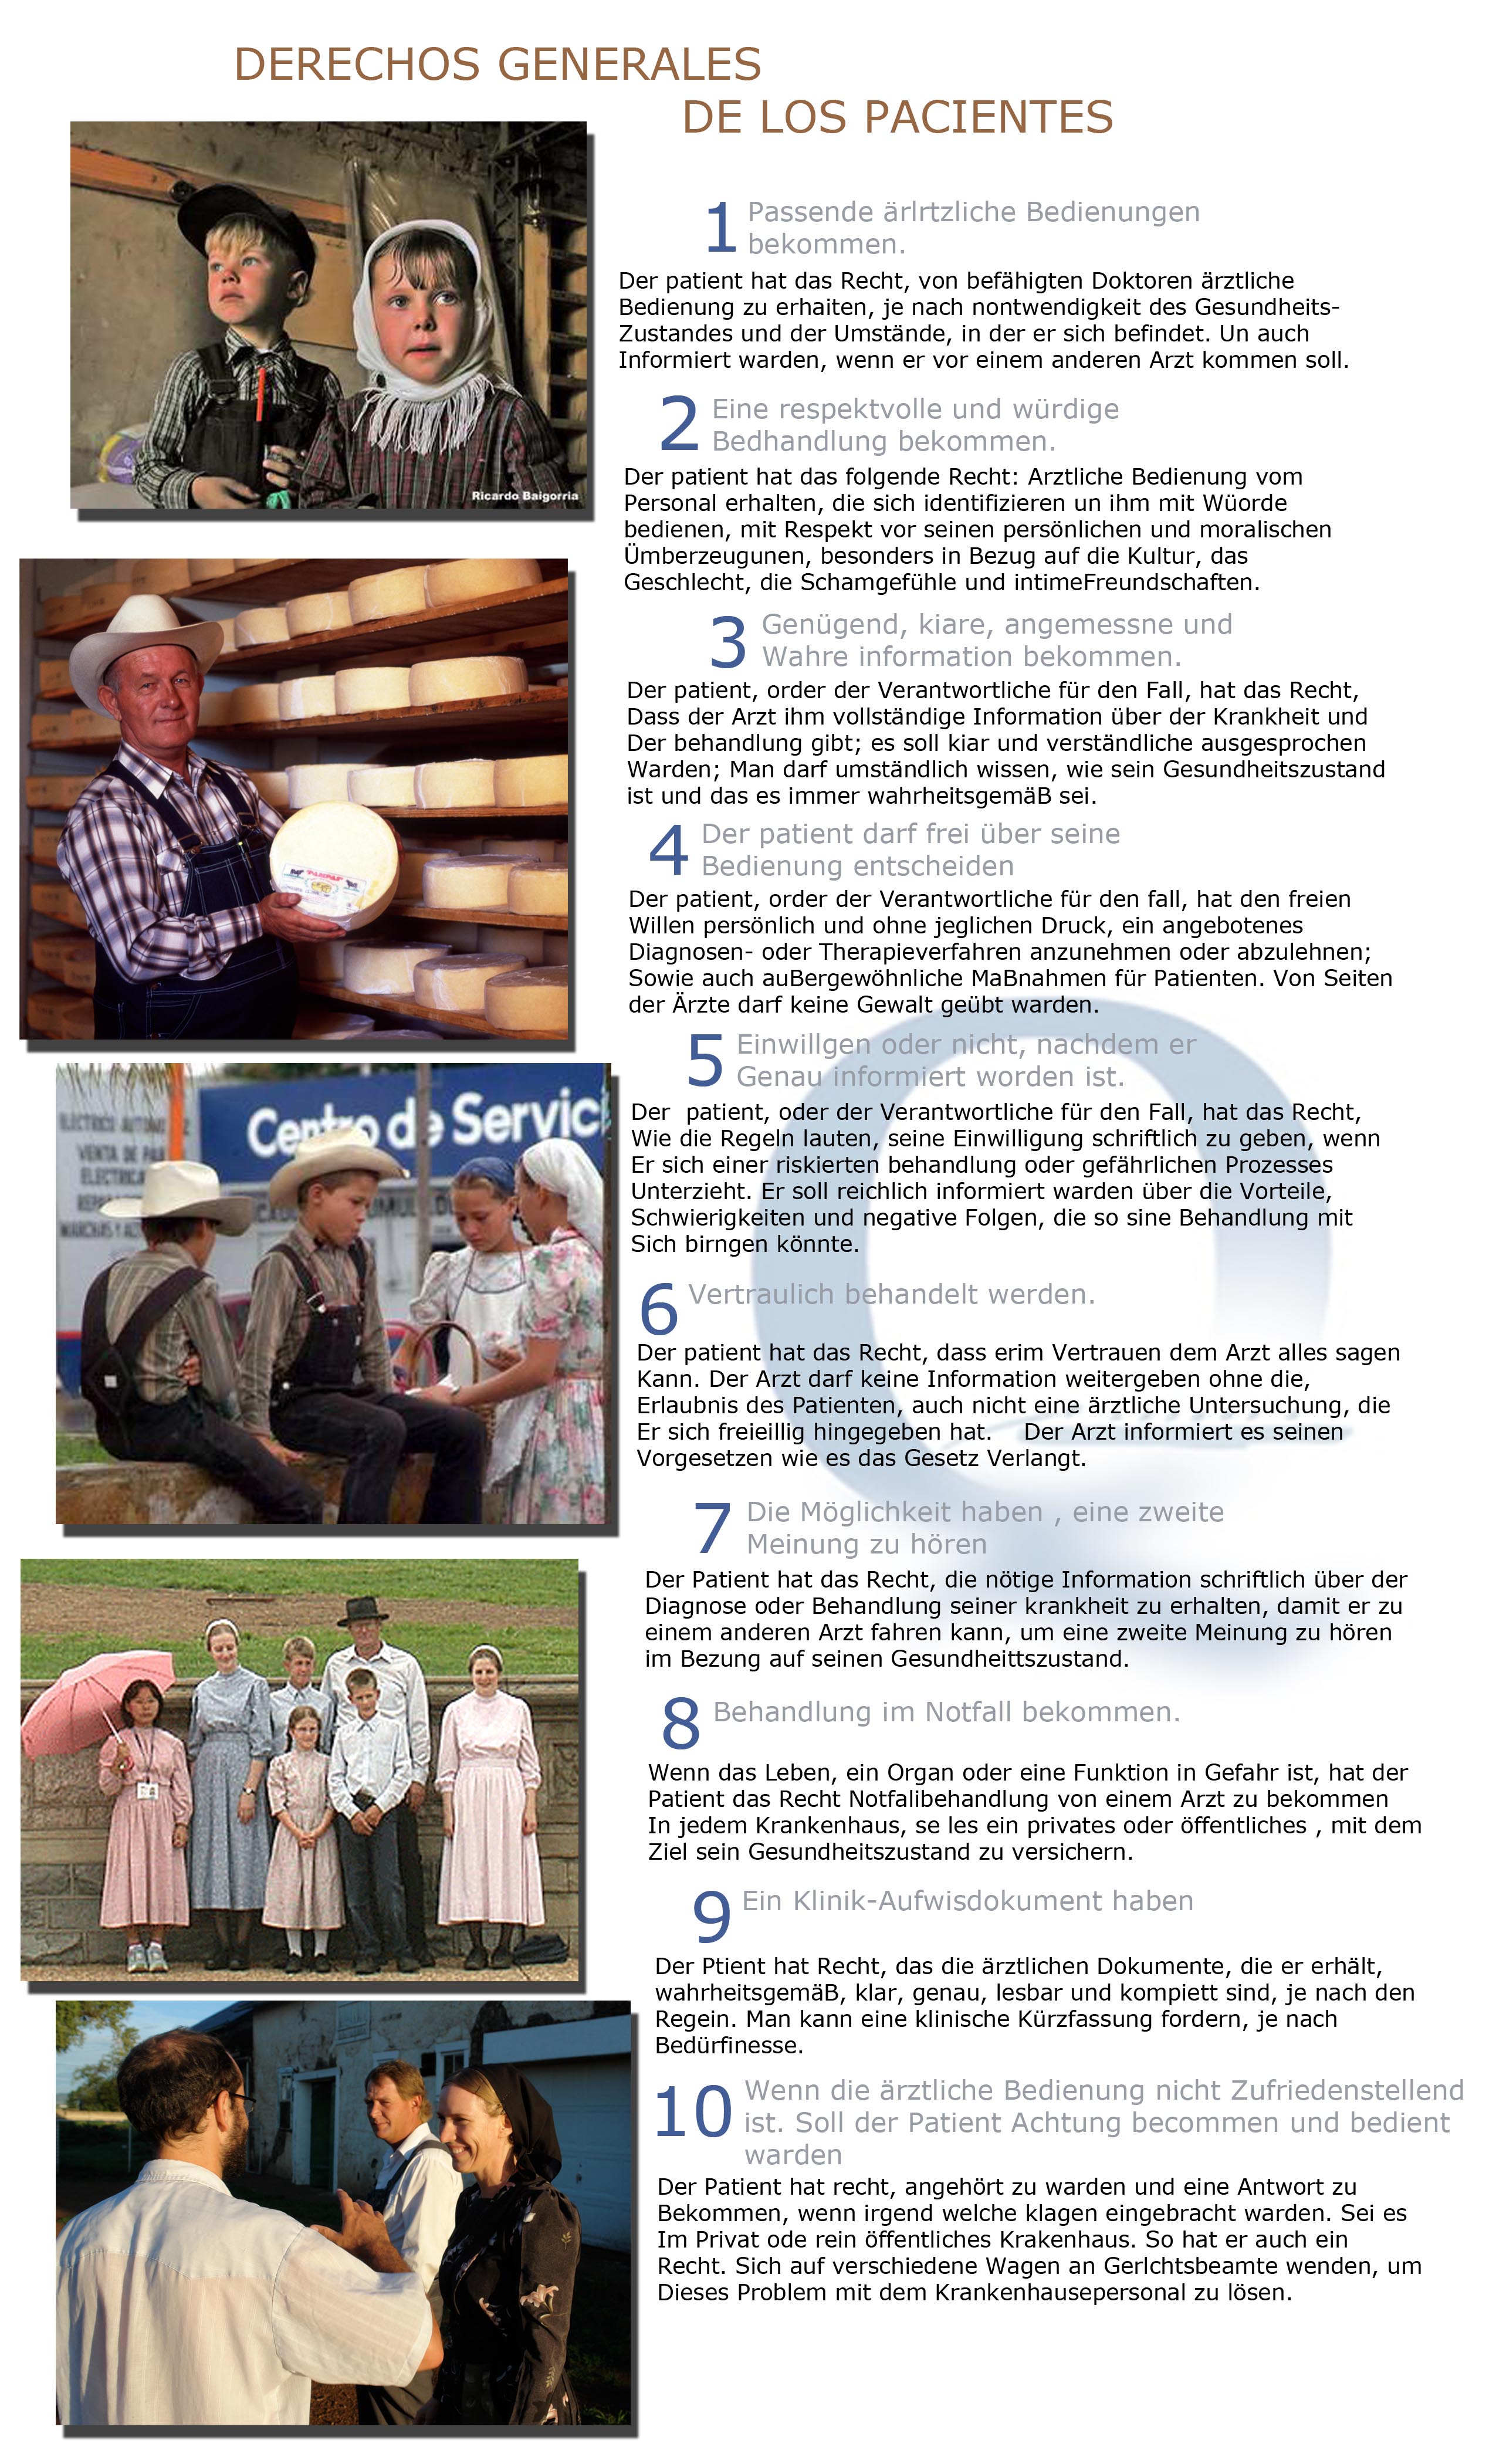 DERECHOS GENERALES
DE LOS PACIENTES
1 Passende ärlrtzliche Bedienungen
bekommen.
Der patient hat das Recht, von befähigten Doktoren ärztliche
Bedienung zu erhaiten, je nach nontwendigkeit des Gesundheits-
Zustandes und der Umstände, in der er sich befindet. Un auch
Informiert warden, wenn er vor einem anderen Arzt kommen soll.
Ricardo Baigorria
2 Eine respektvolle und würdige
Bedhandlung bekommen.
Der patient hat das folgende Recht: Arztliche Bedienung vom
Personal erhalten, die sich identifizieren un ihm mit Wüorde
bedienen, mit Respekt vor seinen persönlichen und moralischen
Ümberzeugunen, besonders in Bezug auf die Kultur, das
Geschlecht, die Schamgefühle und intimeFreundschaften.
3 Genügend, kiare, angemessne und
Wahre information bekommen.
Der patient, order der Verantwortliche für den Fall, hat das Recht,
Dass der Arzt ihm vollständige Information über der Krankheit und
Der behandlung gibt; es soll kiar und verständliche ausgesprochen
Warden; Man darf umständlich wissen, wie sein Gesundheitszustand
ist und das es immer wahrheitsgemäB sei.
4 Der patient darf frei über seine
Bedienung entscheiden
Der patient, order der Verantwortliche für den fall, hat den freien
Willen persönlich und ohne jeglichen Druck, ein angebotenes
Diagnosen- oder Therapieverfahren anzunehmen oder abzulehnen;
Sowie auch auBergewöhnliche MaBnahmen für Patienten. Von Seiten
der Ärzte darf keine Gewalt geübt warden.
5 Einwillgen oder nicht, nachdem er
Genau informiert worden ist.
Der patient, oder der Verantwortliche für den Fall, hat das Recht,
Wie die Regeln lauten, seine Einwilligung schriftlich zu geben, wenn
Er sich einer riskierten behandlung oder gefährlichen Prozesses
Unterzieht. Er soll reichlich informiert warden über die Vorteile,
Schwierigkeiten und negative Folgen, die so sine Behandlung mit
Sich birngen könnte.
Centro de Servici
VENTA DE
6 Vertraulich behandelt werden.
Der patient hat das Recht, dass erim Vertrauen dem Arzt alles sagen
Kann. Der Arzt darf keine Information weitergeben ohne die,
Erlaubnis des Patienten, auch nicht eine ärztliche Untersuchung, die
Er sich freieillig hingegeben hat. Der Arzt informiert es seinen
Vorgesetzen wie es das Gesetz Verlangt.
7 Die Möglichkeit haben , eine zweite
Meinung zu hören
Der Patient hat das Recht, die nötige Information schriftlich über der
Diagnose oder Behandlung seiner krankheit zu erhalten, damit er zu
einem anderen Arzt fahren kann, um eine zweite Meinung zu hören
im Bezung auf seinen Gesundheittszustand.
8 Behandlung im Notfall bekommen.
Wenn das Leben, ein Organ oder eine Funktion in Gefahr ist, hat der
Patient das Recht Notfalibehandlung von einem Arzt zu bekommen
In jedem Krankenhaus, se les ein privates oder öffentliches , mit dem
Ziel sein Gesundheitszustand zu versichern.
9 Ein Klinik-Aufwisdokument haben
Der Ptient hat Recht, das die ärztlichen Dokumente, die er erhält,
wahrheitsgemäB, klar, genau, lesbar und kompiett sind, je nach den
Regein. Man kann eine klinische Kürzfassung fordern, je nach
Bedürfinesse.
10 Wenn die ärztliche Bedienung nicht Zufriedenstellend
ist. Soll der Patient Achtung becommen und bedient
warden
Der Patient hat recht, angehört zu warden und eine Antwort zu
Bekommen, wenn irgend welche klagen eingebracht warden. Sei es
Im Privat ode rein öffentliches Krakenhaus. So hat er auch ein
Recht. Sich auf verschiedene Wagen an Gerlchtsbeamte wenden, um
Dieses Problem mit dem Krankenhausepersonal zu lösen.